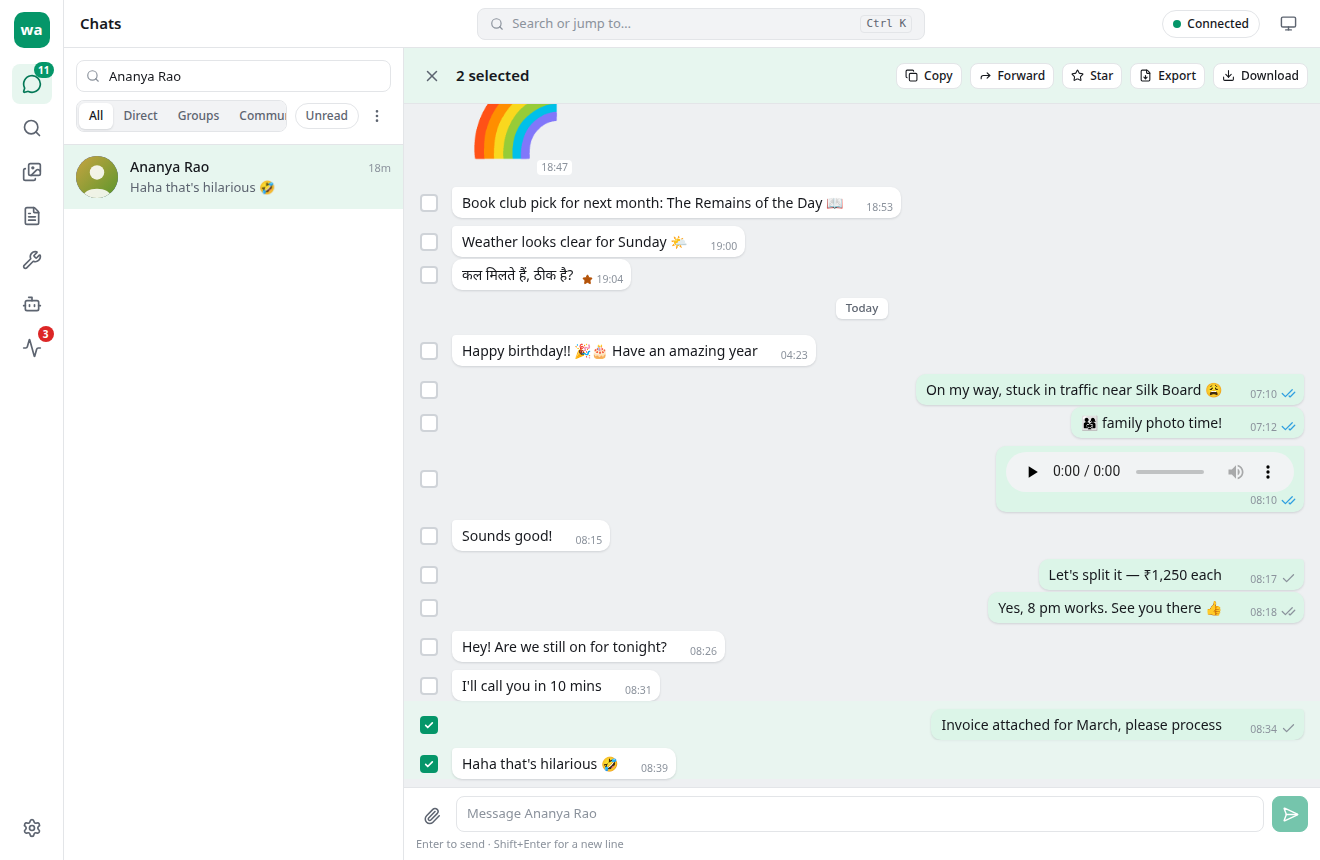 wa
Chats
Search or jump to...
Ctrl K
Connected
11
3
Ananya Rao
All
Direct
Groups
Commu
Unread
Ananya Rao
18m
Haha that's hilarious 🤣
2 selected
Copy
Forward
Star
Export
Download
18:47
Book club pick for next month: The Remains of the Day 📖 18:53
Weather looks clear for Sunday 🌤️ 19:00
कल मिलते हैं, ठीक है? 19:04
Today
Happy birthday!! 🎉🎂 Have an amazing year 04:23
On my way, stuck in traffic near Silk Board 😩 07:10
👨‍👩‍👧 family photo time! 07:12
0:00 / 0:00
08:10
Sounds good! 08:15
Let's split it — ₹1,250 each 08:17
Yes, 8 pm works. See you there 👍 08:18
Hey! Are we still on for tonight? 08:26
I'll call you in 10 mins 08:31
Invoice attached for March, please process 08:34
Haha that's hilarious 🤣 08:39
Message Ananya Rao
Enter to send · Shift+Enter for a new line